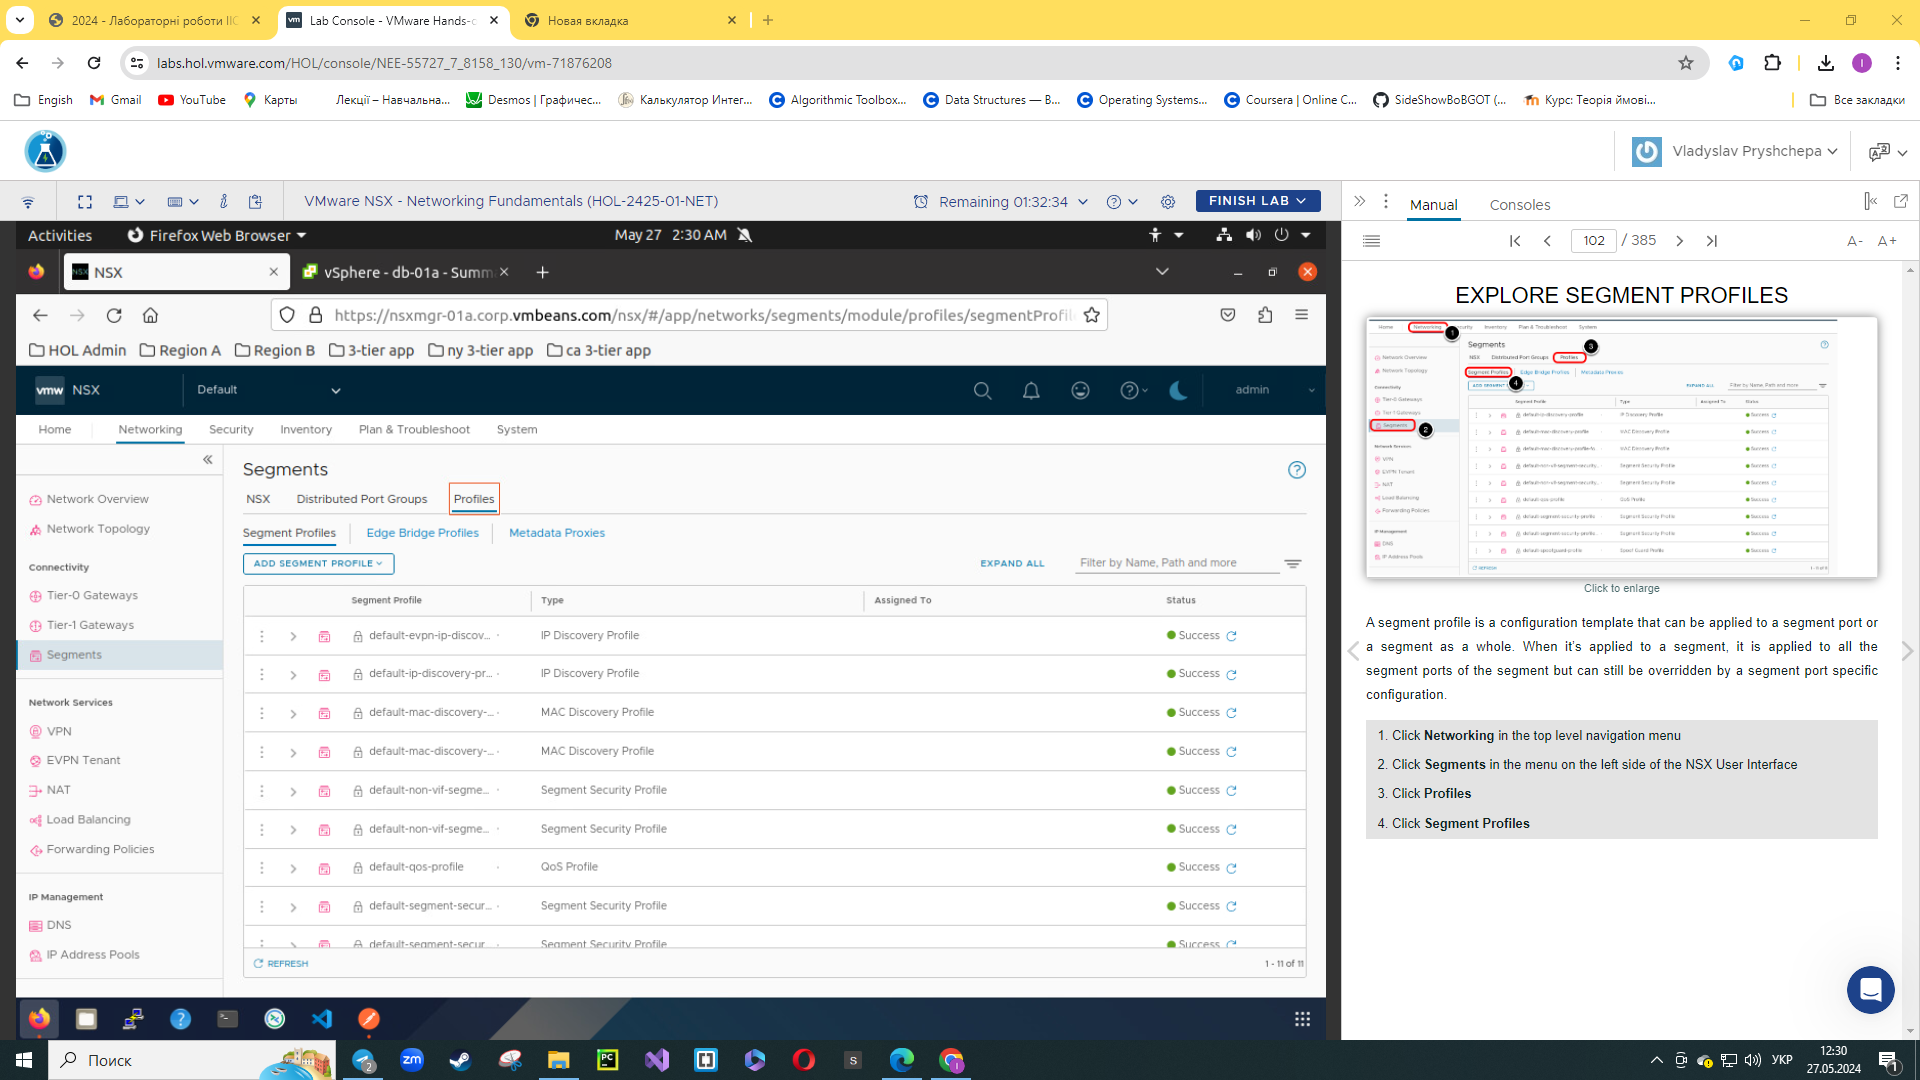 2024 - Лабораторні роботи ІІС
Lab Console - VMware Hands-o
Новая вкладка
labs.hol.vmware.com/HOL/console/NEE-55727_7_8158_130/vm-71876208
Engish
Gmail
YouTube
Карты
Лекції – Навчальна...
Desmos | Графичес...
Калькулятор Интег...
Algorithmic Toolbox...
Data Structures — В...
Operating Systems...
Coursera | Online C...
SideShowBoBGOT (...
Курс: Теорія ймові...
Все закладки
Vladyslav Pryshchepa
VMware NSX - Networking Fundamentals (HOL-2425-01-NET)
Remaining 01:32:34
FINISH LAB
Manual
Consoles
Activities
Firefox Web Browser
May 27 2:30 AM
102 / 385
A- A+
NSX
vSphere - db-01a - Summ
https://nsxmgr-01a.corp.vmbeans.com/nsx/#/app/networks/segments/module/profiles/segmentProfil
HOL Admin
Region A
Region B
3-tier app
ny 3-tier app
ca 3-tier app
vmw NSX
Default
admin
Home
Networking
Security
Inventory
Plan & Troubleshoot
System
Network Overview
Network Topology
Connectivity
Tier-0 Gateways
Tier-1 Gateways
Segments
Network Services
VPN
EVPN Tenant
NAT
Load Balancing
Forwarding Policies
IP Management
DNS
IP Address Pools
Segments
NSX
Distributed Port Groups
Profiles
Segment Profiles
Edge Bridge Profiles
Metadata Proxies
ADD SEGMENT PROFILE
EXPAND ALL
Filter by Name, Path and more
Segment Profile Type Assigned To Status
default-evpn-ip-discov... IP Discovery Profile Success
default-ip-discovery-pr... IP Discovery Profile Success
default-mac-discovery-... MAC Discovery Profile Success
default-mac-discovery-... MAC Discovery Profile Success
default-non-vif-segme... Segment Security Profile Success
default-non-vif-segme... Segment Security Profile Success
default-qos-profile QoS Profile Success
default-segment-secur... Segment Security Profile Success
default-segment-secur Segment Security Profile Success
REFRESH
1 - 11 of 11
EXPLORE SEGMENT PROFILES
Click to enlarge
A segment profile is a configuration template that can be applied to a segment port or
a segment as a whole. When it's applied to a segment, it is applied to all the
segment ports of the segment but can still be overridden by a segment port specific
configuration.
1. Click Networking in the top level navigation menu
2. Click Segments in the menu on the left side of the NSX User Interface
3. Click Profiles
4. Click Segment Profiles
Поиск
УКР
12:30
27.05.2024